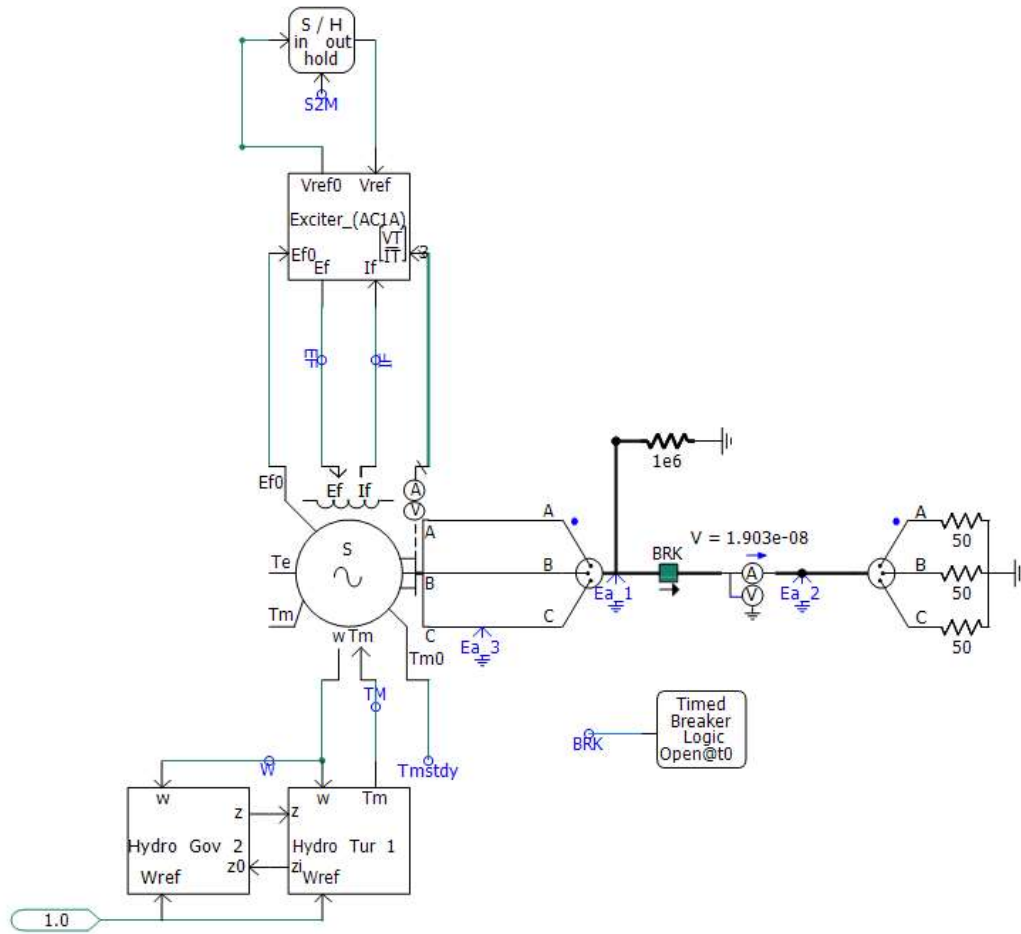 S / H
in out
hold
S2M
Vref0 Vref
Exciter_(AC1A)
VT
Ef0 IT 3
Ef If
EF IF
1e6
Ef0 Ef If A
V
A A A
S V = 1.903e-08 50
BRK
Te B B A B
Ea_1 V Ea_2 50
Tm C C C
w Tm Ea_3 50
Tm0
TM
Timed
Breaker
Logic
BRK Open@t0
W Tmstdy
w w Tm
z z
Hydro Gov 2 Hydro Tur 1
z0 zi
Wref Wref
1.0